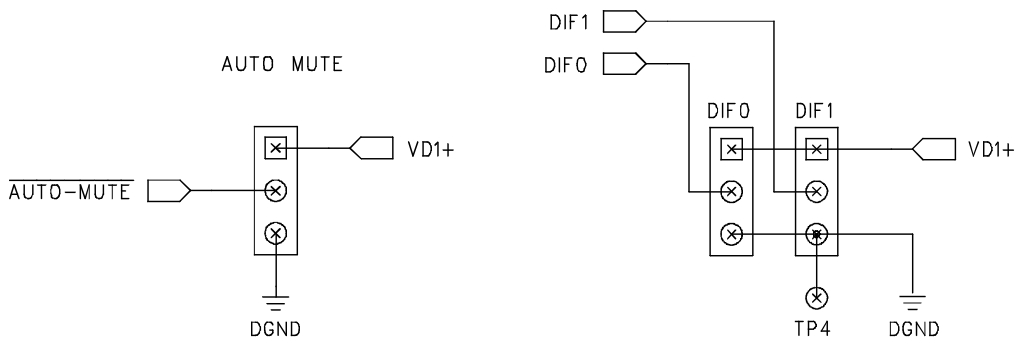 AUTO MUTE
VD1+
AUTO-MUTE
DGND
DIF1
DIF0
DIF0 DIF1
VD1+
TP4 DGND